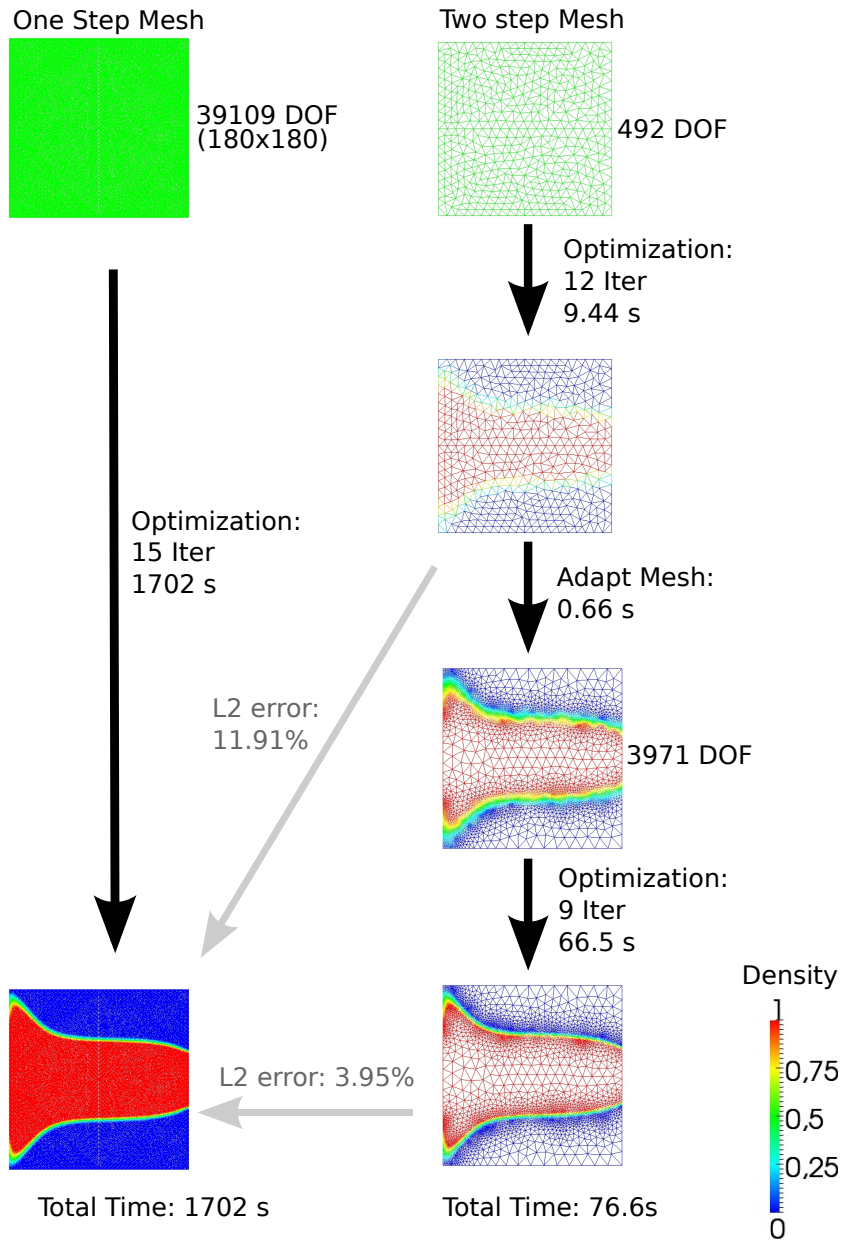 One Step Mesh
39109 DOF
(180x180)
Optimization:
15 Iter
1702 s
Two step Mesh
492 DOF
Optimization:
12 Iter
9.44 s
Adapt Mesh:
0.66 s
L2 error:
11.91%
3971 DOF
Optimization:
9 Iter
66.5 s
L2 error: 3.95%
Total Time: 1702 s
Total Time: 76.6s
Density
1
0,75
0,5
0,25
0